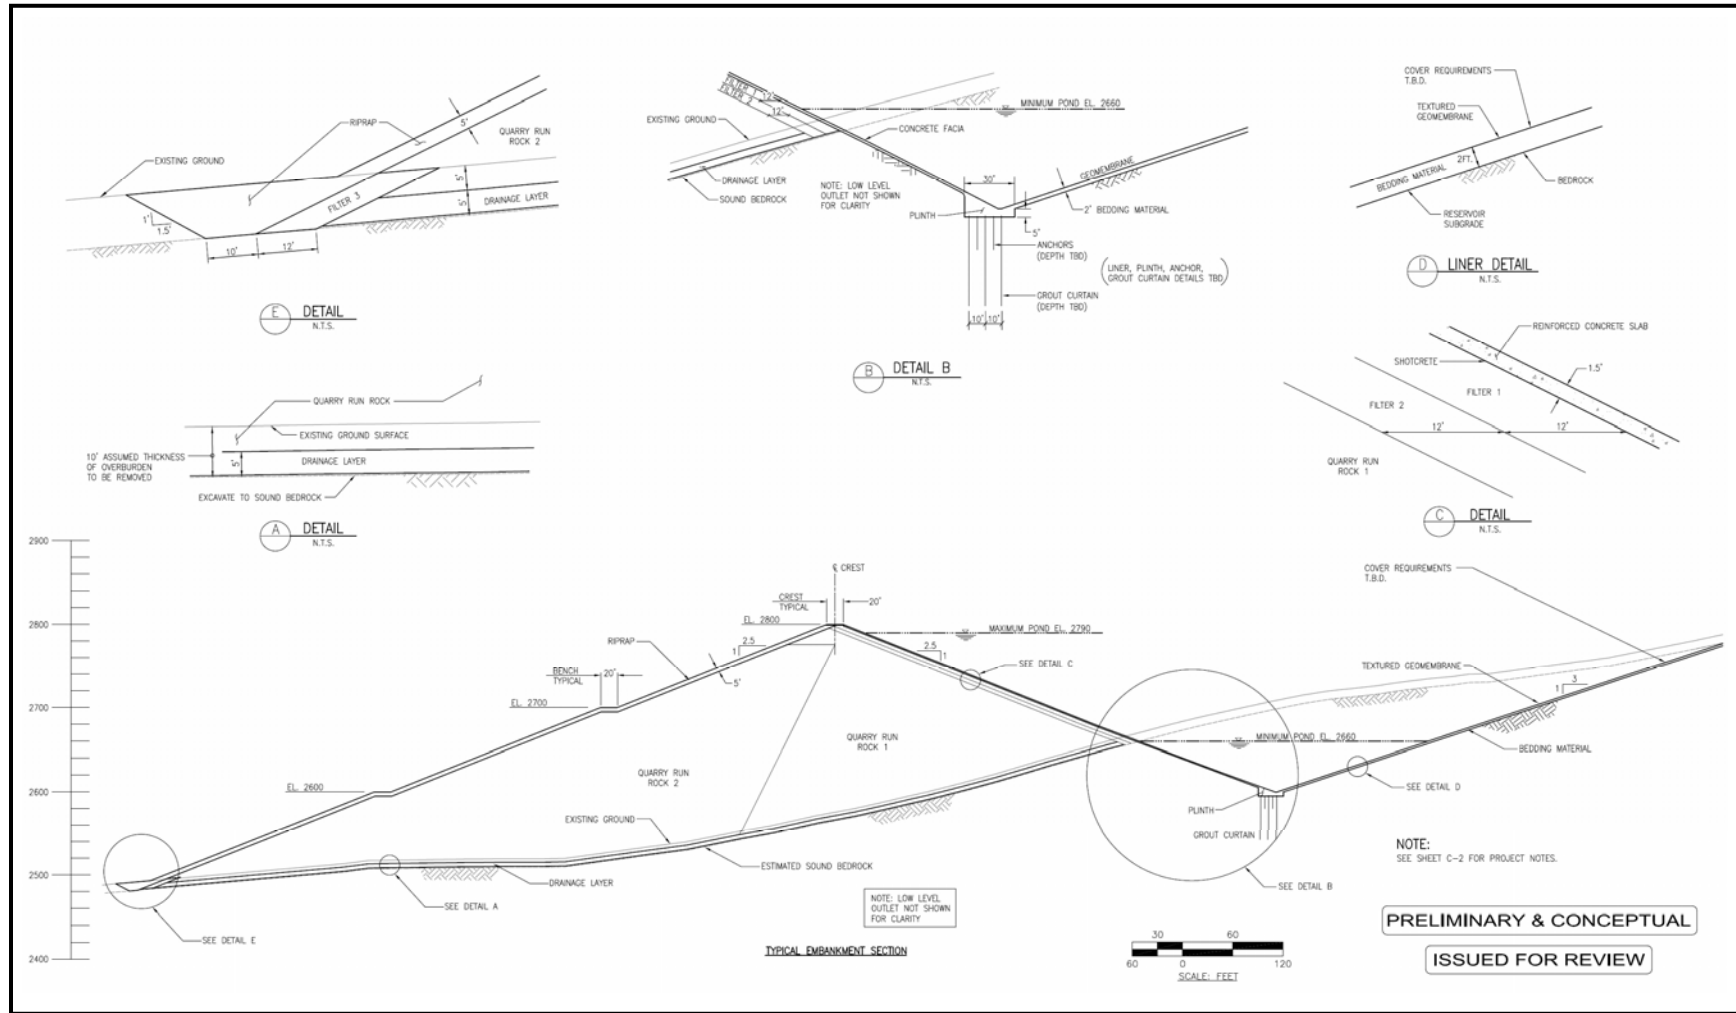 EXISTING GROUND
RIPRAP
5'
QUARRY RUN
ROCK 2
5'
5'
DRAINAGE LAYER
FILTER 3
1'
1.5'
10'
12'
E
DETAIL
N.T.S.
FILTER 1
FILTER 2
12'
12'
MINIMUM POND EL. 2660
EXISTING GROUND
CONCRETE FACIA
DRAINAGE LAYER
SOUND BEDROCK
NOTE: LOW LEVEL
OUTLET NOT SHOWN
FOR CLARITY
30'
GEOMEMBRANE
PLINTH
2' BEDDING MATERIAL
5'
ANCHORS
(DEPTH TBD)
(LINER, PLINTH, ANCHOR,
GROUT CURTAIN DETAILS TBD)
GROUT CURTAIN
(DEPTH TBD)
10'
10'
B
DETAIL B
N.T.S.
COVER REQUIREMENTS
T.B.D.
TEXTURED
GEOMEMBRANE
2FT.
BEDDING MATERIAL
BEDROCK
RESERVOIR
SUBGRADE
D
LINER DETAIL
N.T.S.
REINFORCED CONCRETE SLAB
SHOTCRETE
1.5'
FILTER 1
FILTER 2
12'
12'
QUARRY RUN
ROCK 1
C
DETAIL
N.T.S.
QUARRY RUN ROCK
EXISTING GROUND SURFACE
10' ASSUMED THICKNESS
OF OVERBURDEN
TO BE REMOVED
5'
DRAINAGE LAYER
EXCAVATE TO SOUND BEDROCK
A
DETAIL
N.T.S.
2900
2800
2700
2600
2500
2400
℄ CREST
CREST
TYPICAL
20'
EL. 2800
MAXIMUM POND EL. 2790
RIPRAP
2.5
1
2.5
1
SEE DETAIL C
BENCH
TYPICAL
20'
5'
EL. 2700
COVER REQUIREMENTS
T.B.D.
TEXTURED GEOMEMBRANE
3
1
QUARRY RUN
ROCK 1
MINIMUM POND EL. 2660
BEDDING MATERIAL
QUARRY RUN
ROCK 2
EL. 2600
SEE DETAIL D
PLINTH
EXISTING GROUND
GROUT CURTAIN
ESTIMATED SOUND BEDROCK
DRAINAGE LAYER
SEE DETAIL B
SEE DETAIL A
SEE DETAIL E
NOTE: LOW LEVEL
OUTLET NOT SHOWN
FOR CLARITY
TYPICAL EMBANKMENT SECTION
NOTE:
SEE SHEET C-2 FOR PROJECT NOTES.
30
60
60
0
120
SCALE: FEET
PRELIMINARY & CONCEPTUAL
ISSUED FOR REVIEW